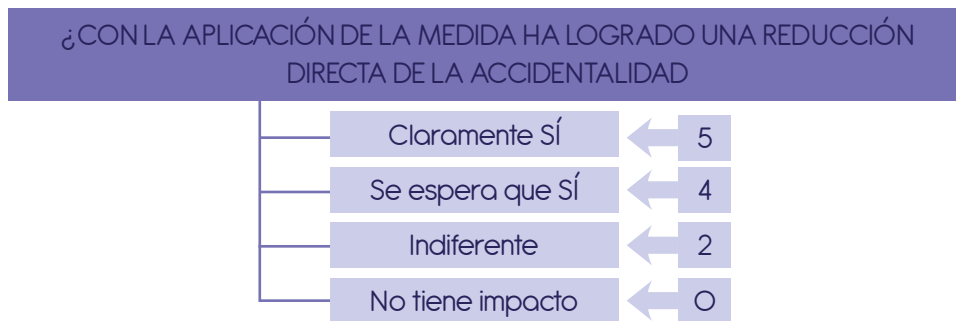 ¿CON LA APLICACIÓN DE LA MEDIDA HA LOGRADO UNA REDUCCIÓN
DIRECTA DE LA ACCIDENTALIDAD
Claramente SÍ 5
Se espera que SÍ 4
Indiferente 2
No tiene impacto 0